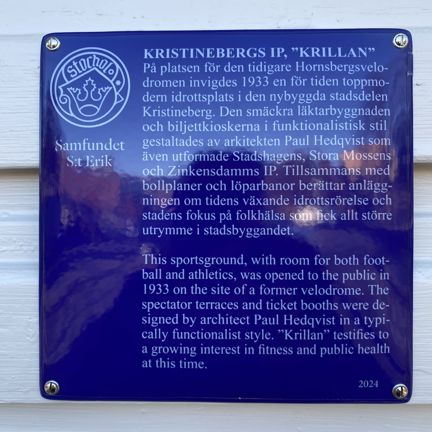 stocholm
Samfundet
S:t Erik
KRISTINEBERGS IP, ”KRILLAN”
På platsen för den tidigare Hornsbergsvelo-
dromen invigdes 1933 en för tiden toppmo-
dern idrottsplats i den nybyggda stadsdelen
Kristineberg. Den smäckra läktarbyggnaden
och biljettkioskerna i funktionalistisk stil
gestaltades av arkitekten Paul Hedqvist som
även utformade Stadshagens, Stora Mossens
och Zinkensdamms IP. Tillsammans med
bollplaner och löparbanor berättar anlägg-
ningen om tidens växande idrottsrörelse och
stadens fokus på folkhälsa som fick allt större
utrymme i stadsbyggandet.
This sportsground, with room for both foot-
ball and athletics, was opened to the public in
1933 on the site of a former velodrome. The
spectator terraces and ticket booths were de-
signed by architect Paul Hedqvist in a typi-
cally functionalist style. ”Krillan” testifies to
a growing interest in fitness and public health
at this time.
2024